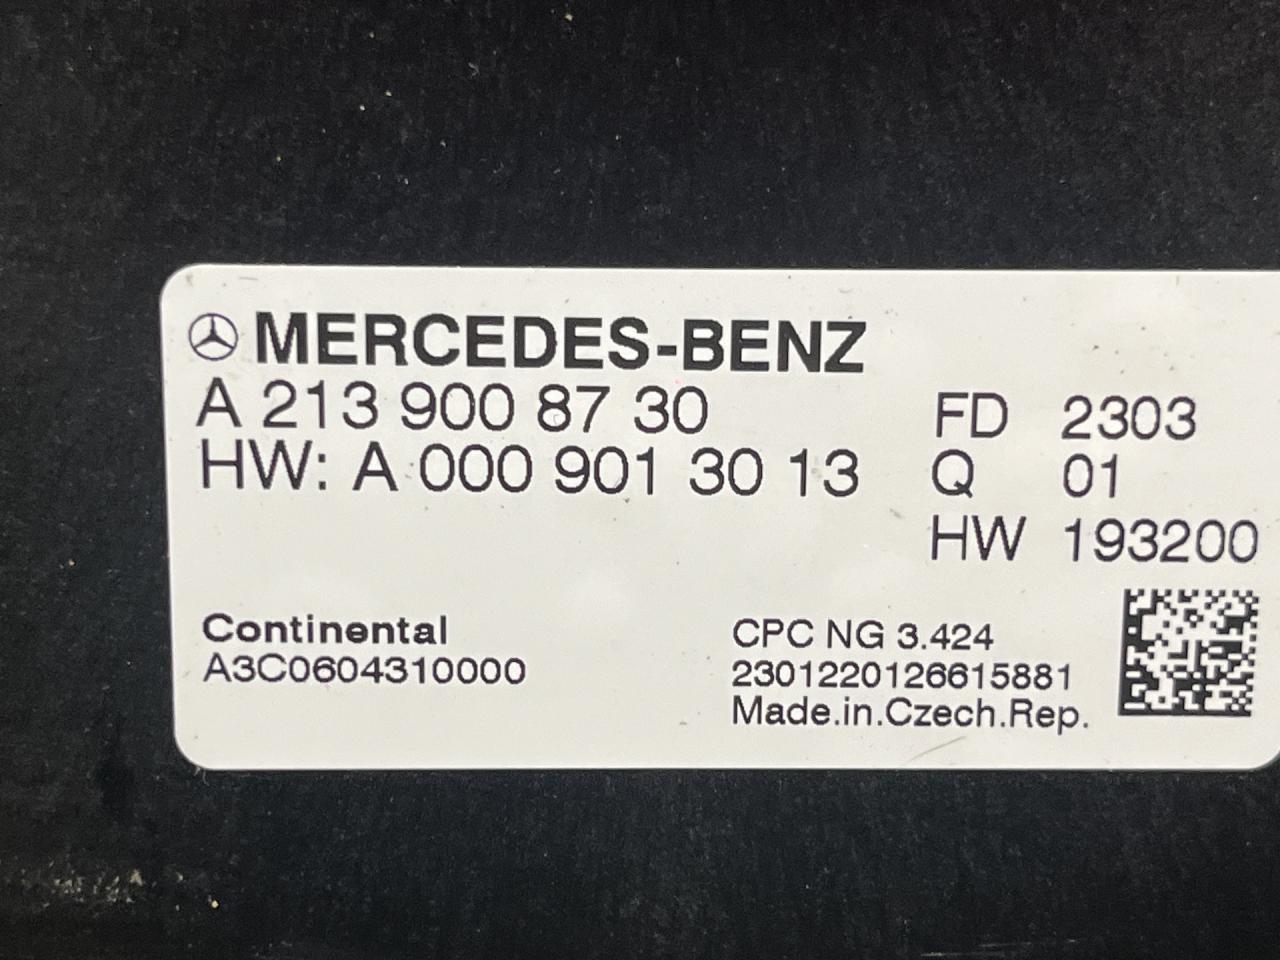 MERCEDES-BENZ
A 213 900 87 30
HW: A 000 901 30 13
FD 2303
Q 01
HW 193200
Continental
A3C0604310000
CPC NG 3.424
2301220126615881
Made.in.Czech.Rep.